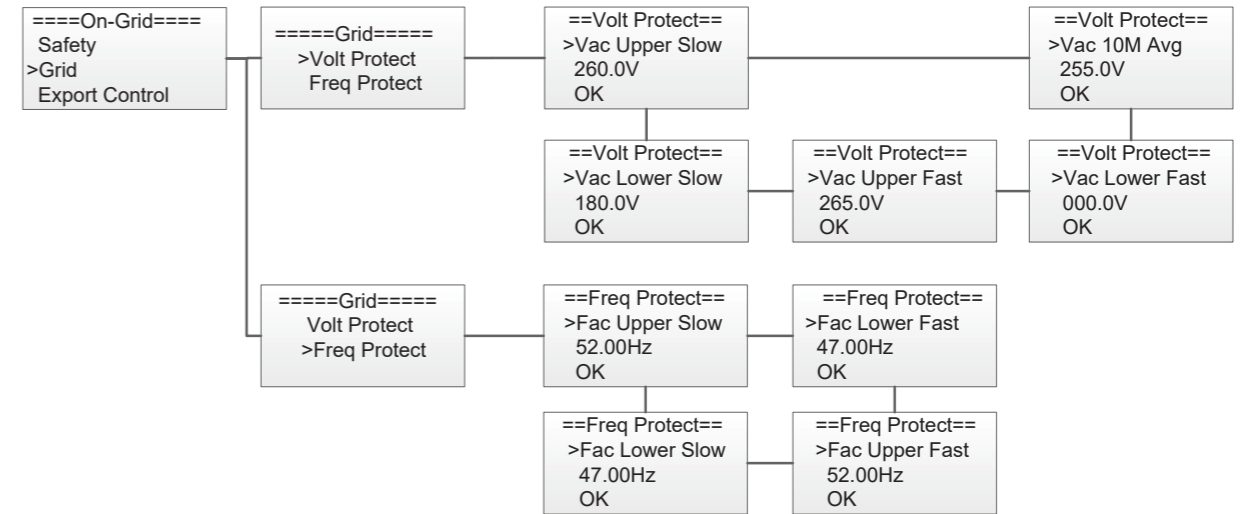 ====On-Grid====
Safety
>Grid
Export Control
=====Grid=====
>Volt Protect
Freq Protect
==Volt Protect==
>Vac Upper Slow
260.0V
OK
==Volt Protect==
>Vac 10M Avg
255.0V
OK
==Volt Protect==
>Vac Lower Slow
180.0V
OK
==Volt Protect==
>Vac Upper Fast
265.0V
OK
==Volt Protect==
>Vac Lower Fast
000.0V
OK
=====Grid=====
Volt Protect
>Freq Protect
==Freq Protect==
>Fac Upper Slow
52.00Hz
OK
==Freq Protect==
>Fac Lower Fast
47.00Hz
OK
==Freq Protect==
>Fac Lower Slow
47.00Hz
OK
==Freq Protect==
>Fac Upper Fast
52.00Hz
OK